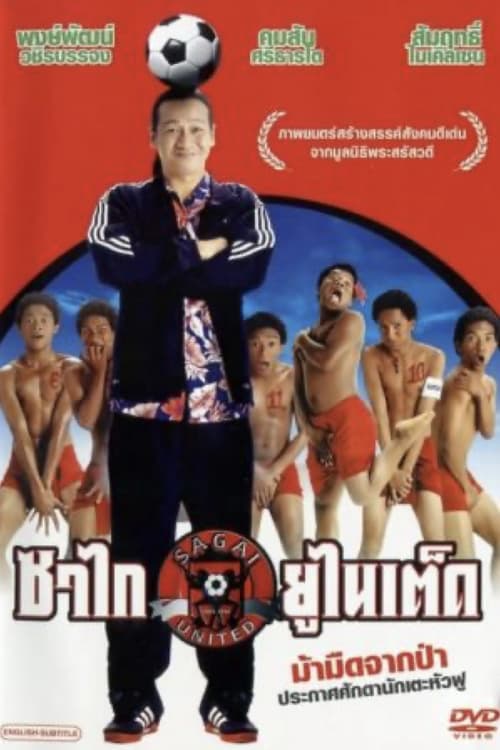 พงษ์พัฒน์
วชิรบรรจง
คมสัน
ศรีธารโต
สัมฤทธิ์
ไมเคิลเซน
ภาพยนตร์สร้างสรรค์สังคมดีเด่น
จากมูลนิธิพระสรัสวดี
6
11
10
ซาไก
SAGAI
UNITED
ยูไนเต็ด
ม้ามืดจากป่า
ประกาศศักดานักเตะหัวฟู
ENGLISH-SUBTITLE
DVD
VIDEO